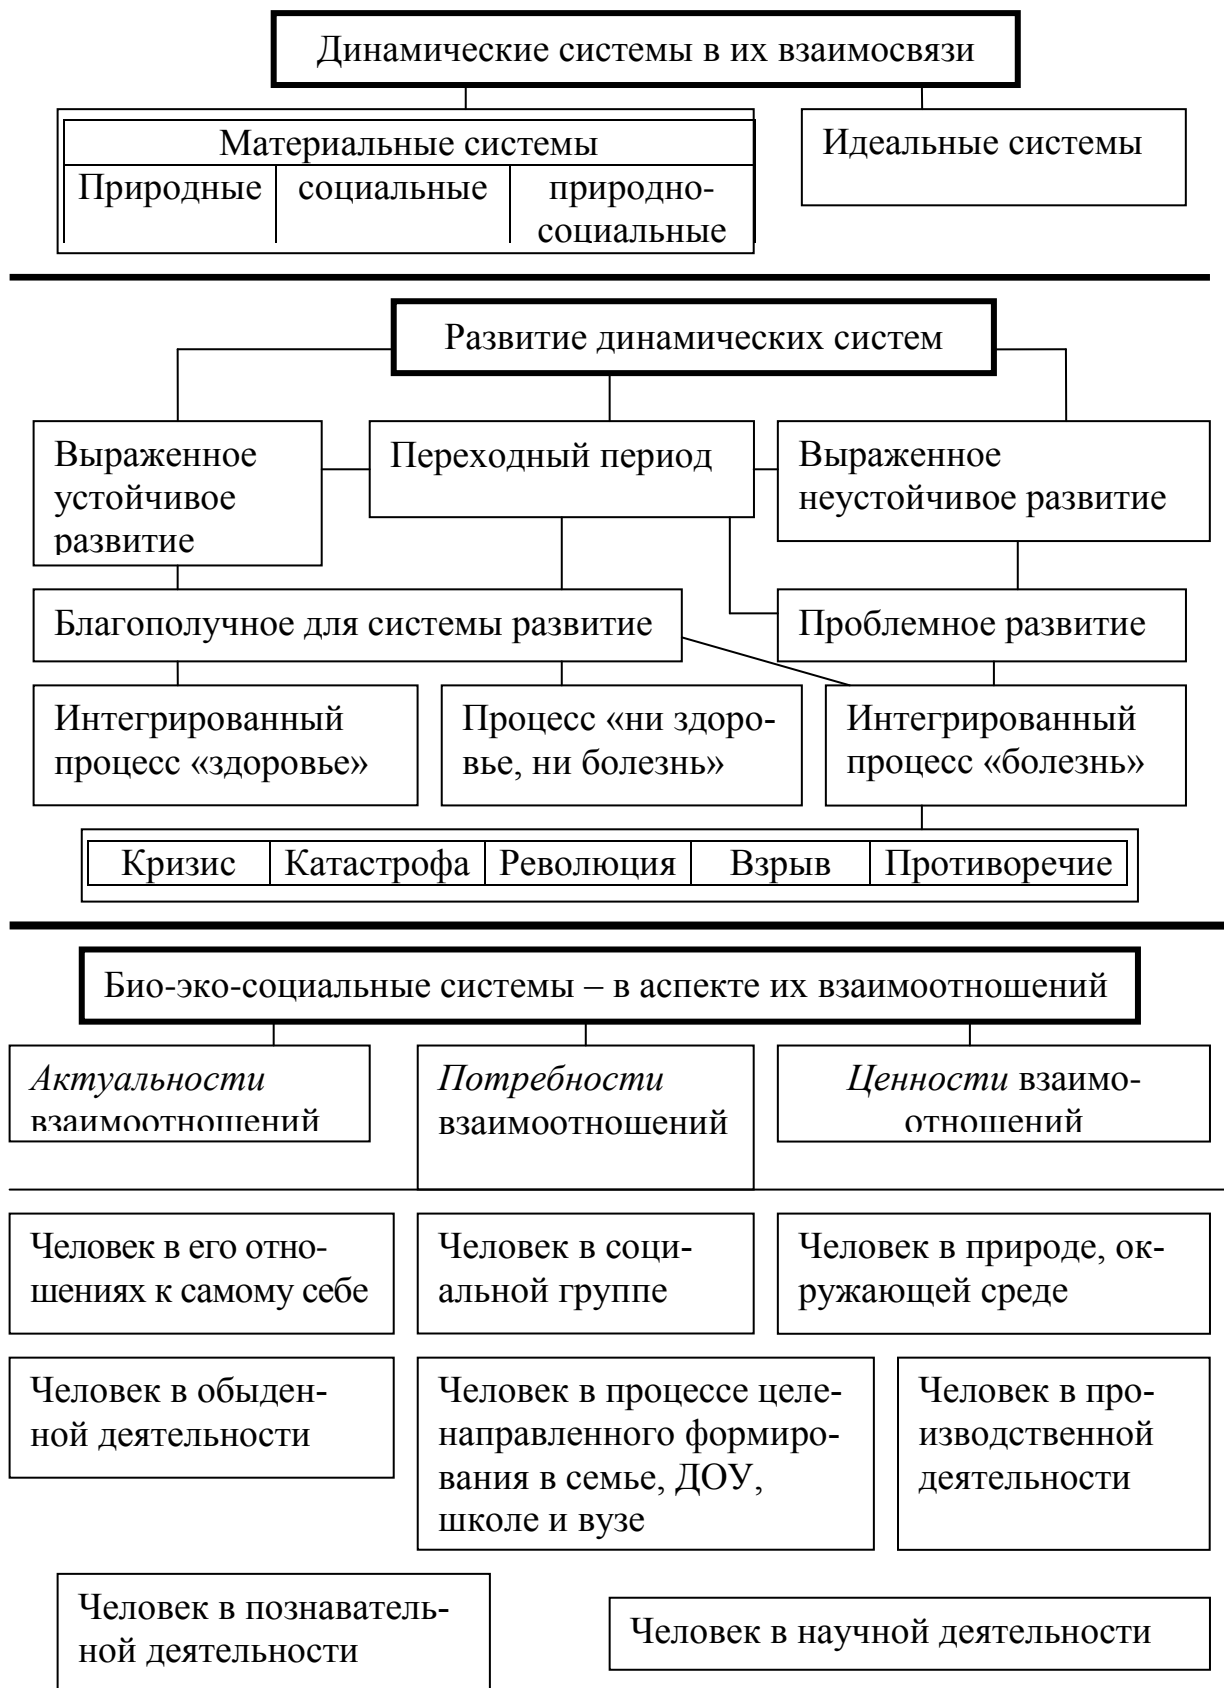 Динамические системы в их взаимосвязи
Материальные системы
Идеальные системы
Природные
социальные
природно-
социальные
Развитие динамических систем
Выраженное
устойчивое
развитие
Переходный период
Выраженное
неустойчивое развитие
Благополучное для системы развитие
Проблемное развитие
Интегрированный
процесс «здоровье»
Процесс «ни здоро-
вье, ни болезнь»
Интегрированный
процесс «болезнь»
Кризис
Катастрофа
Революция
Взрыв
Противоречие
Био-эко-социальные системы – в аспекте их взаимоотношений
Актуальности
взаимоотношений
Потребности
взаимоотношений
Ценности взаимо-
отношений
Человек в его отно-
шениях к самому себе
Человек в соци-
альной группе
Человек в природе, ок-
ружающей среде
Человек в обыден-
ной деятельности
Человек в процессе целе-
направленного формиро-
вания в семье, ДОУ,
школе и вузе
Человек в про-
изводственной
деятельности
Человек в познаватель-
ной деятельности
Человек в научной деятельности